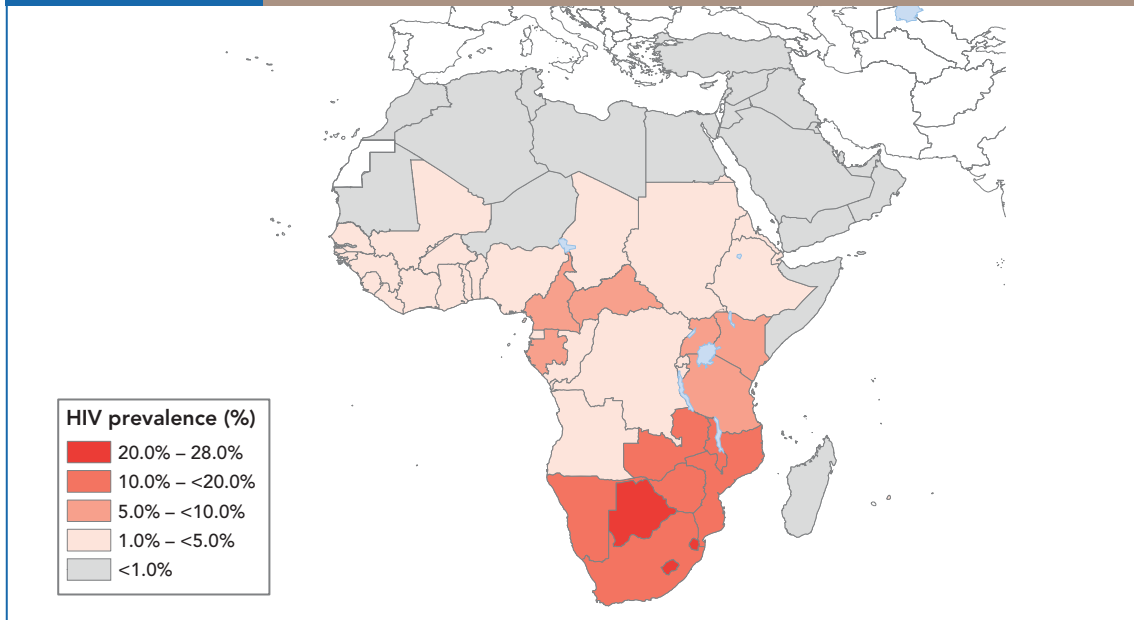 HIV prevalence (%)
20.0% – 28.0%
10.0% – <20.0%
5.0% – <10.0%
1.0% – <5.0%
<1.0%